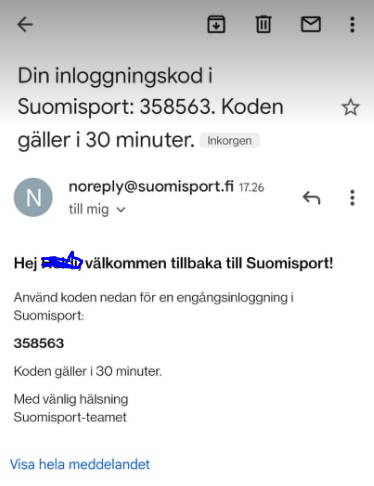 Din inloggningskod i
Suomisport: 358563. Koden
gäller i 30 minuter. Inkorgen
N
noreply@suomisport.fi 17.26
till mig
Hej , välkommen tillbaka till Suomisport!
Använd koden nedan för en engångsinloggning i
Suomisport:
358563
Koden gäller i 30 minuter.
Med vänlig hälsning
Suomisport-teamet
Visa hela meddelandet